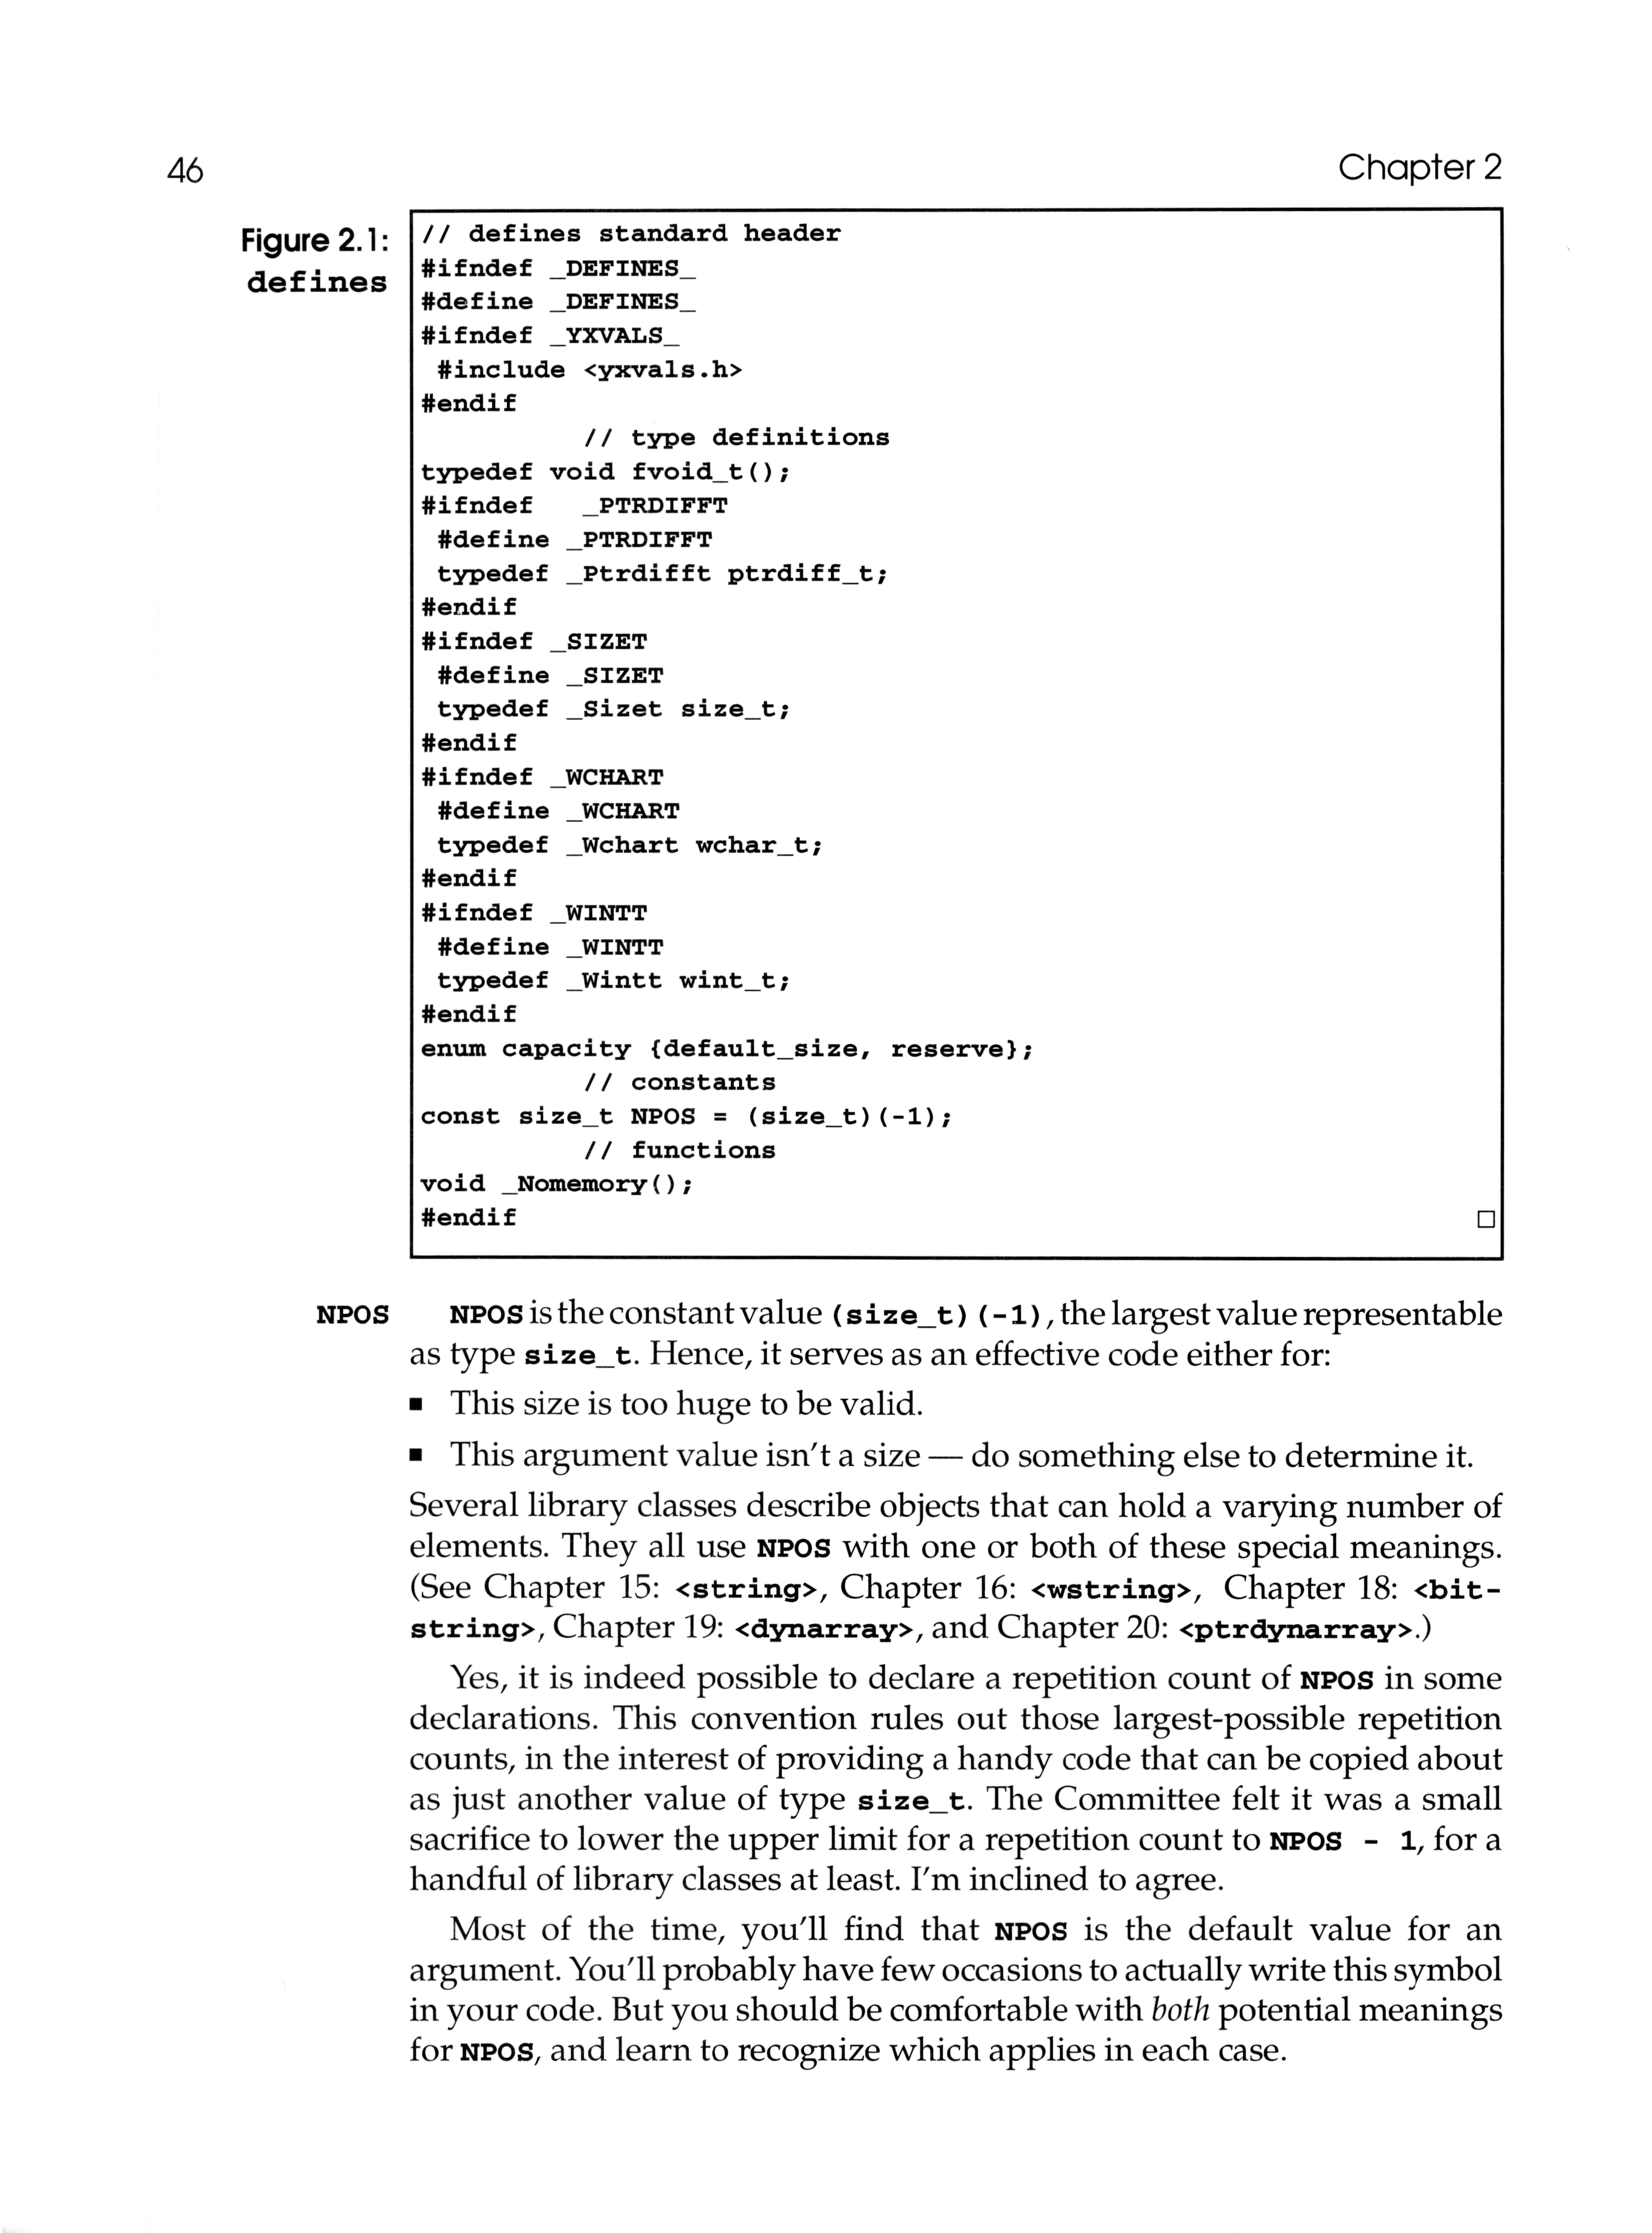 46
Chapter 2
Figure 2.1:
defines
// defines standard header
#ifndef _DEFINES_
#define _DEFINES_
#ifndef _YXVALS_
 #include <yxvals.h>
#endif
          // type definitions
typedef void fvoid_t();
#ifndef   _PTRDIFFT
 #define _PTRDIFFT
 typedef _Ptrdifft ptrdiff_t;
#endif
#ifndef _SIZET
 #define _SIZET
 typedef _Sizet size_t;
#endif
#ifndef _WCHART
 #define _WCHART
 typedef _Wchart wchar_t;
#endif
#ifndef _WINTT
 #define _WINTT
 typedef _Wintt wint_t;
#endif
enum capacity {default_size, reserve};
          // constants
const size_t NPOS = (size_t)(-1);
          // functions
void _Nomemory();
#endif
□
NPOS
NPOS is the constant value (size_t)(-1), the largest value representable
as type size_t. Hence, it serves as an effective code either for:
▪ This size is too huge to be valid.
▪ This argument value isn't a size — do something else to determine it.
Several library classes describe objects that can hold a varying number of
elements. They all use NPOS with one or both of these special meanings.
(See Chapter 15: <string>, Chapter 16: <wstring>, Chapter 18: <bit-
string>, Chapter 19: <dynarray>, and Chapter 20: <ptrdynarray>.)
Yes, it is indeed possible to declare a repetition count of NPOS in some
declarations. This convention rules out those largest-possible repetition
counts, in the interest of providing a handy code that can be copied about
as just another value of type size_t. The Committee felt it was a small
sacrifice to lower the upper limit for a repetition count to NPOS - 1, for a
handful of library classes at least. I'm inclined to agree.
Most of the time, you'll find that NPOS is the default value for an
argument. You'll probably have few occasions to actually write this symbol
in your code. But you should be comfortable with both potential meanings
for NPOS, and learn to recognize which applies in each case.